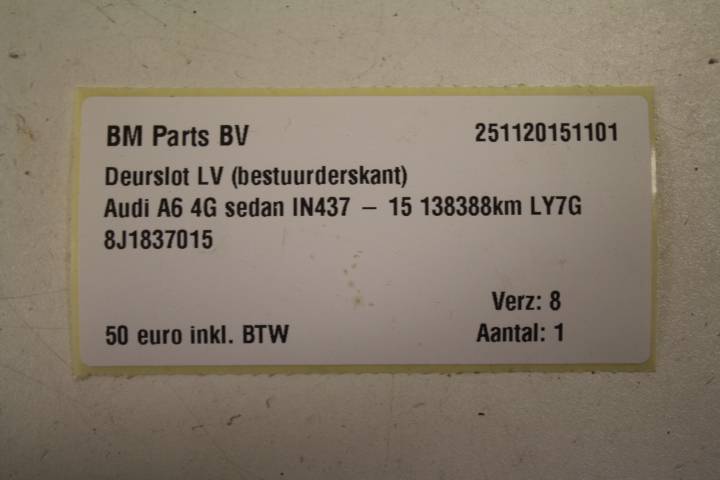 BM Parts BV 251120151101
Deurslot LV (bestuurderskant)
Audi A6 4G sedan IN437 – 15 138388km LY7G
8J1837015
Verz: 8
50 euro inkl. BTW Aantal: 1